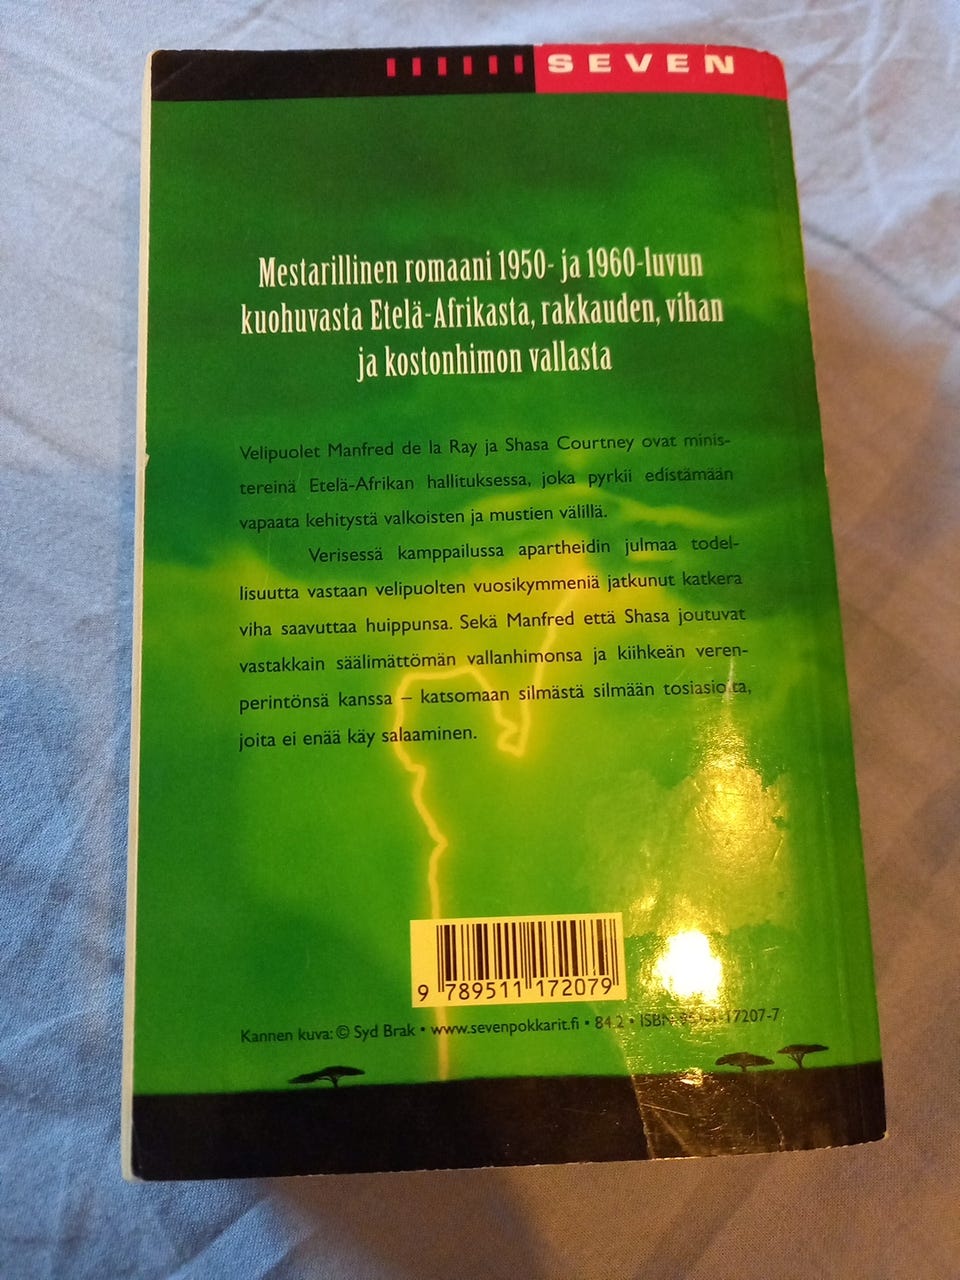 SEVEN
Mestarillinen romaani 1950- ja 1960-luvun
kuohuvasta Etelä-Afrikasta, rakkauden, vihan
ja kostonhimon vallasta
Velipuolet Manfred de la Ray ja Shasa Courtney ovat minis-
tereinä Etelä-Afrikan hallituksessa, joka pyrkii edistämään
vapaata kehitystä valkoisten ja mustien välillä.
Verisessä kamppailussa apartheidin julmaa todel-
lisuutta vastaan velipuolten vuosikymmeniä jatkunut katkera
viha saavuttaa huippunsa. Sekä Manfred että Shasa joutuvat
vastakkain säälimättömän vallanhimonsa ja kiihkeän veren-
perintönsä kanssa – katsomaan silmästä silmään tosiasioita,
joita ei enää käy salaaminen.
9 789511 172079
Kannen kuva: © Syd Brak • www.sevenpokkarit.fi • 84.2 • ISBN 951-1-17207-7